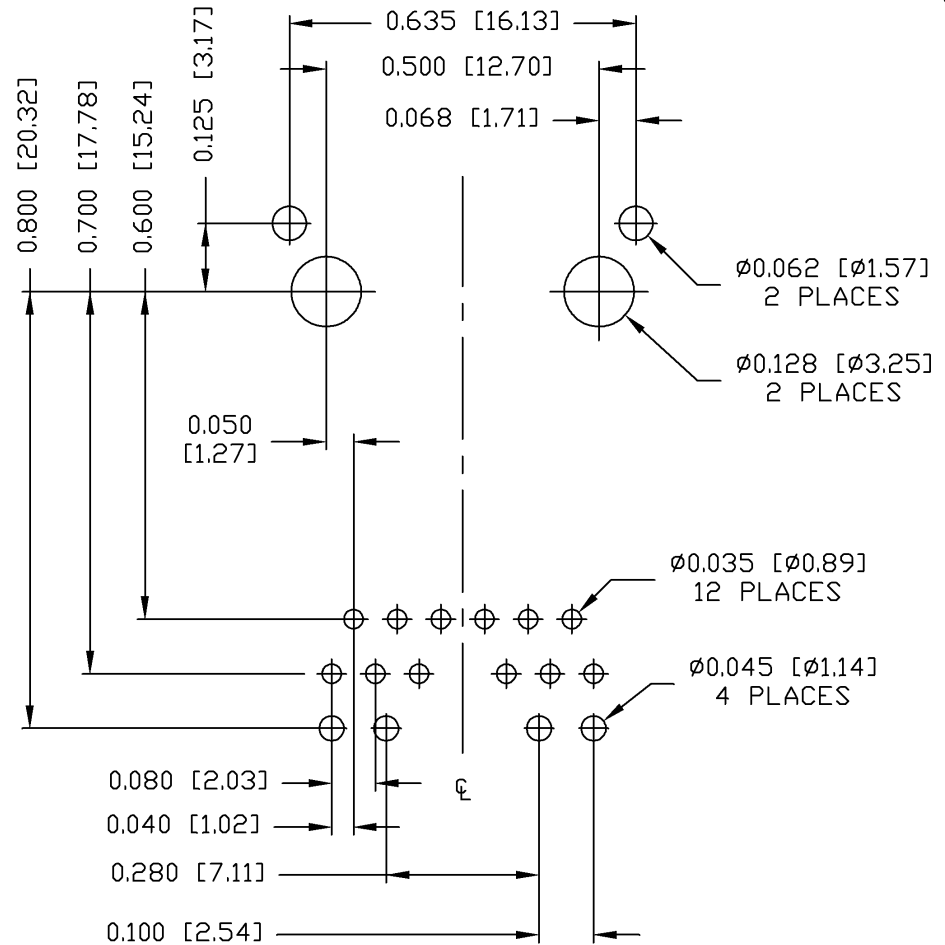 0.635 [16.13]
0.500 [12.70]
0.068 [1.71]
0.125 [3.17]
0.800 [20.32]
0.700 [17.78]
0.600 [15.24]
Ø0.062 [Ø1.57]
2 PLACES
Ø0.128 [Ø3.25]
2 PLACES
0.050
[1.27]
Ø0.035 [Ø0.89]
12 PLACES
Ø0.045 [Ø1.14]
4 PLACES
0.080 [2.03]
℄
0.040 [1.02]
0.280 [7.11]
0.100 [2.54]